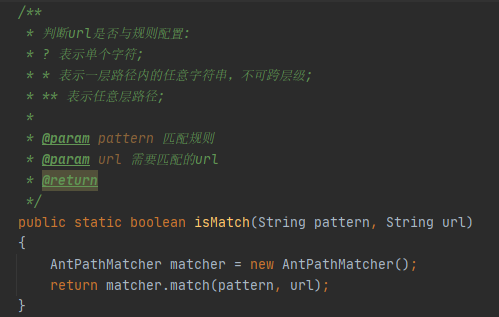 /**
 * 判断url是否与规则配置:
 * ? 表示单个字符;
 * * 表示一层路径内的任意字符串，不可跨层级;
 * ** 表示任意层路径;
 *
 * @param pattern 匹配规则
 * @param url 需要匹配的url
 * @return
 */
public static boolean isMatch(String pattern, String url)
{
    AntPathMatcher matcher = new AntPathMatcher();
    return matcher.match(pattern, url);
}